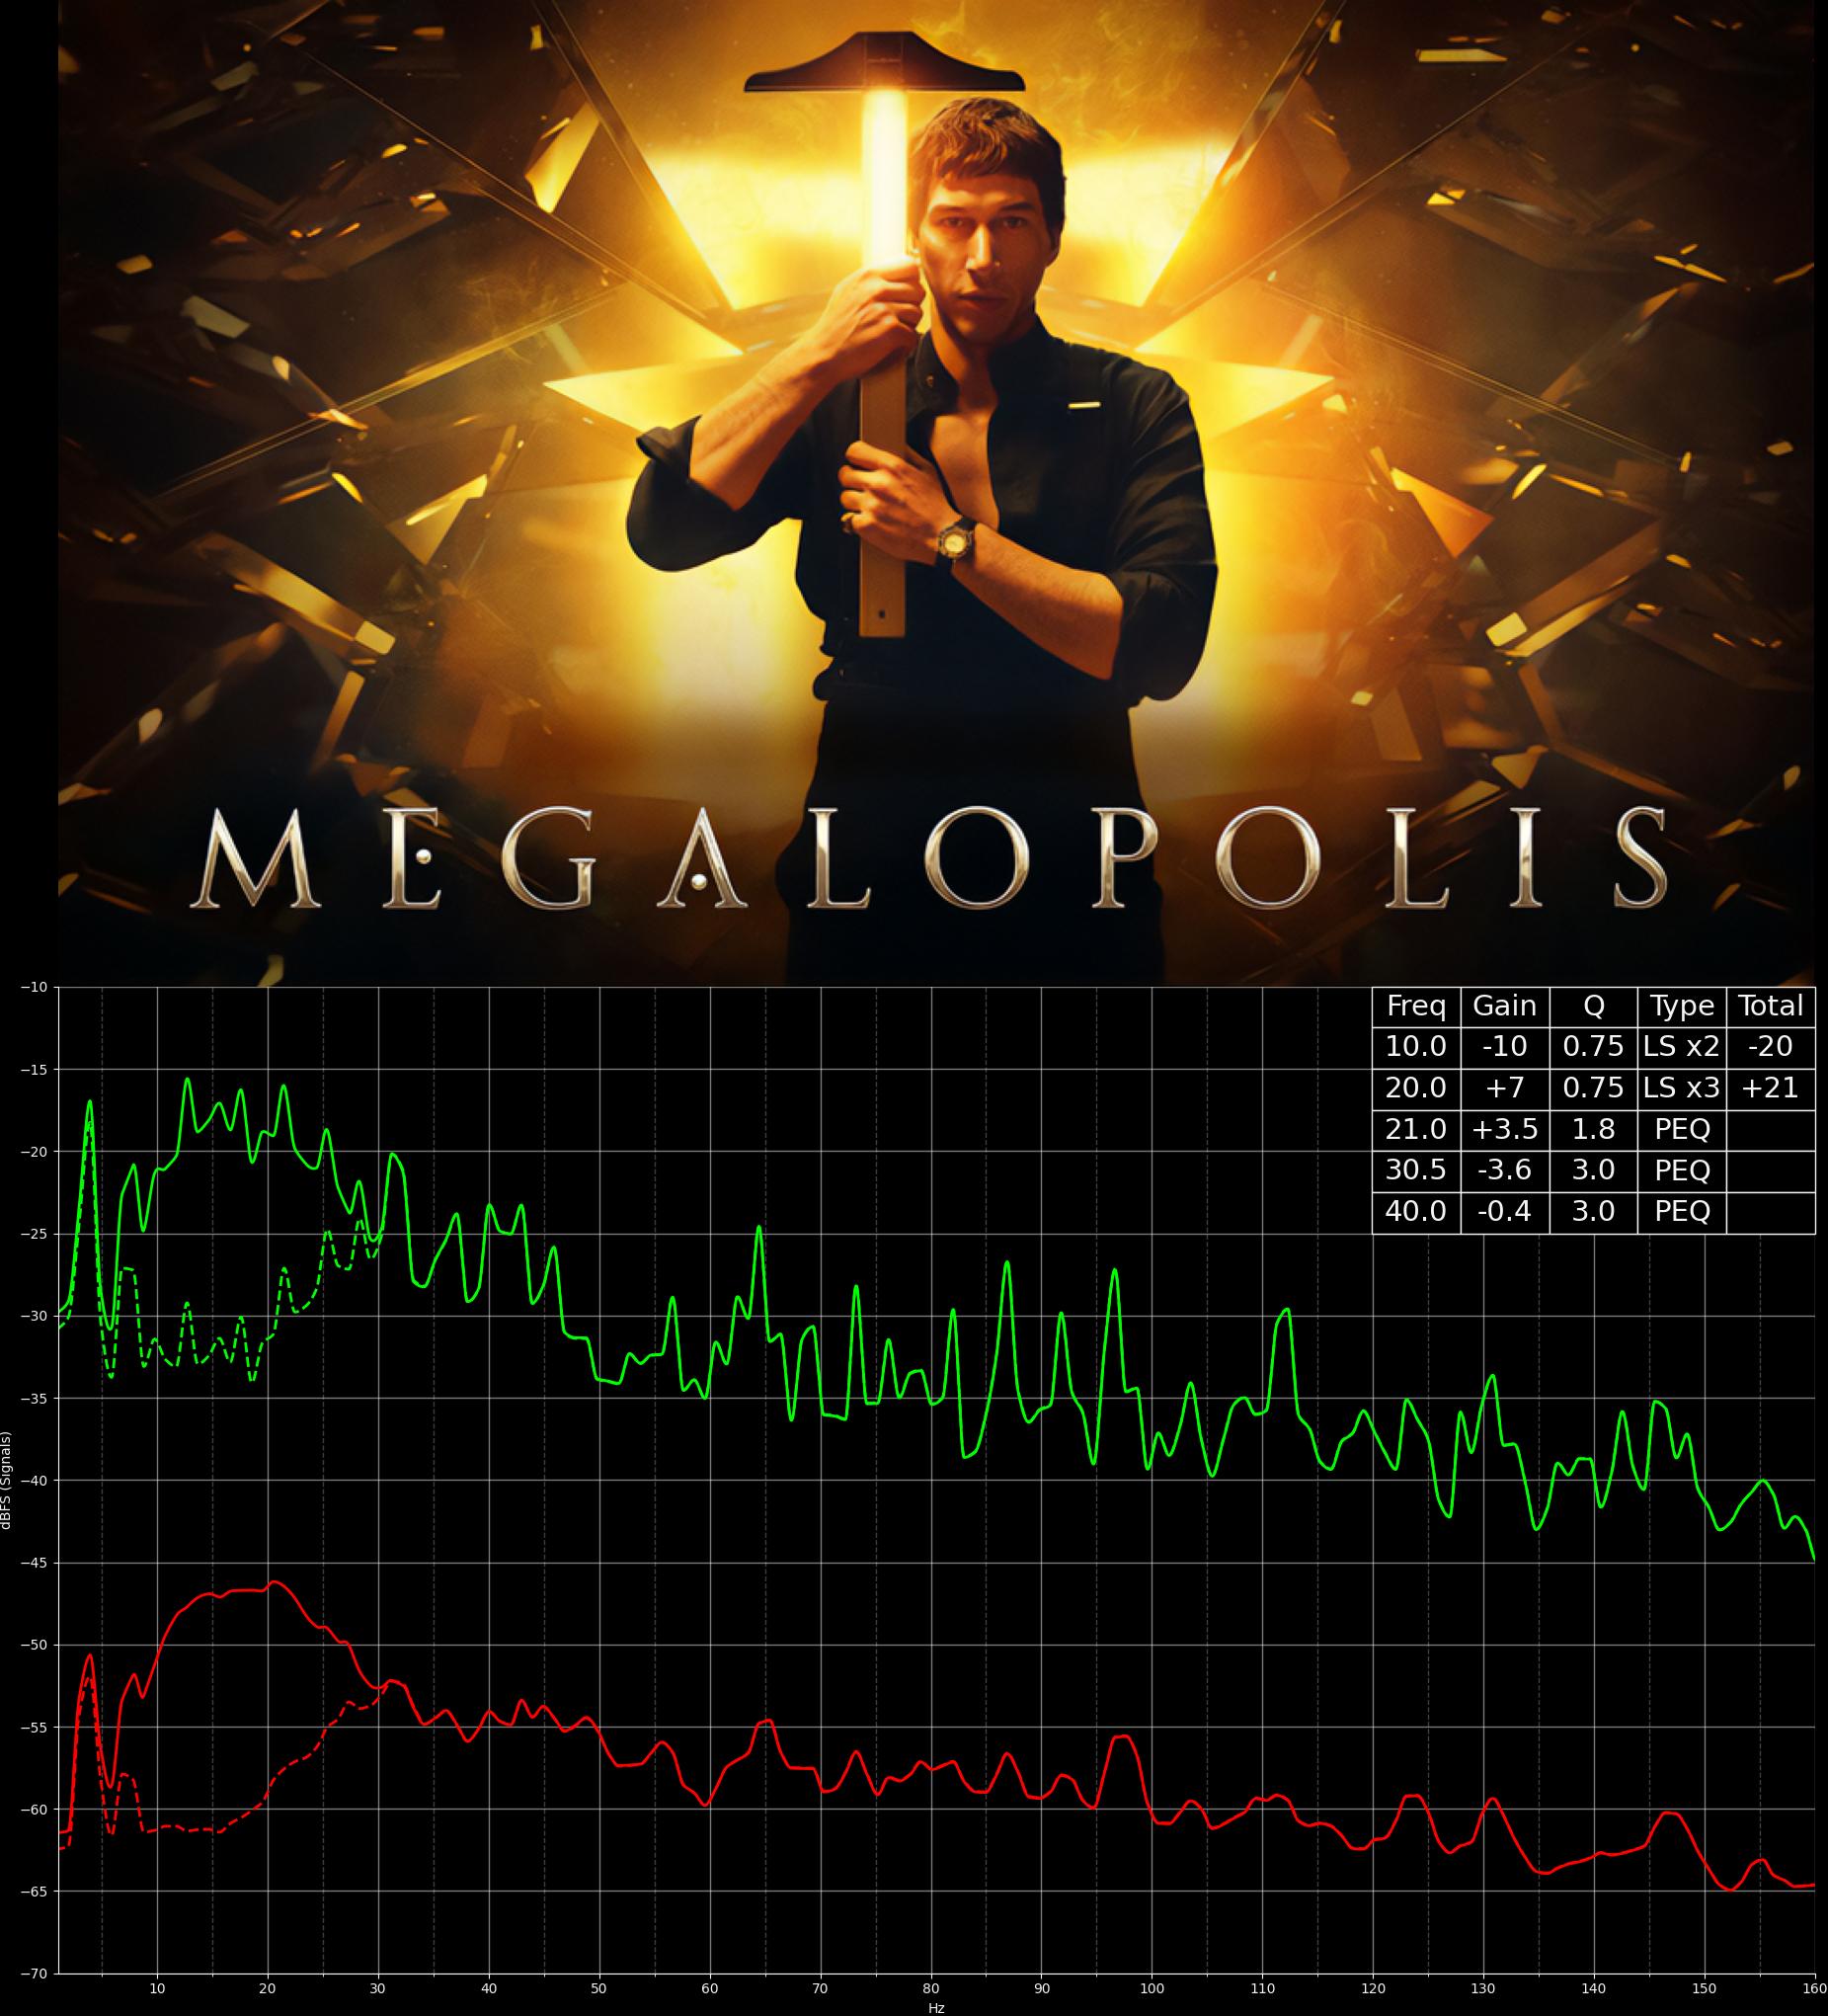 MEGALOPOLIS
Freq Gain Q Type Total
10.0 -10 0.75 LS x2 -20
20.0 +7 0.75 LS x3 +21
21.0 +3.5 1.8 PEQ
30.5 -3.6 3.0 PEQ
40.0 -0.4 3.0 PEQ
−10
−15
−20
−25
−30
−35
−40
−45
−50
−55
−60
−65
−70
dBFS (Signals)
10 20 30 40 50 60 70 80 90 100 110 120 130 140 150 160
Hz